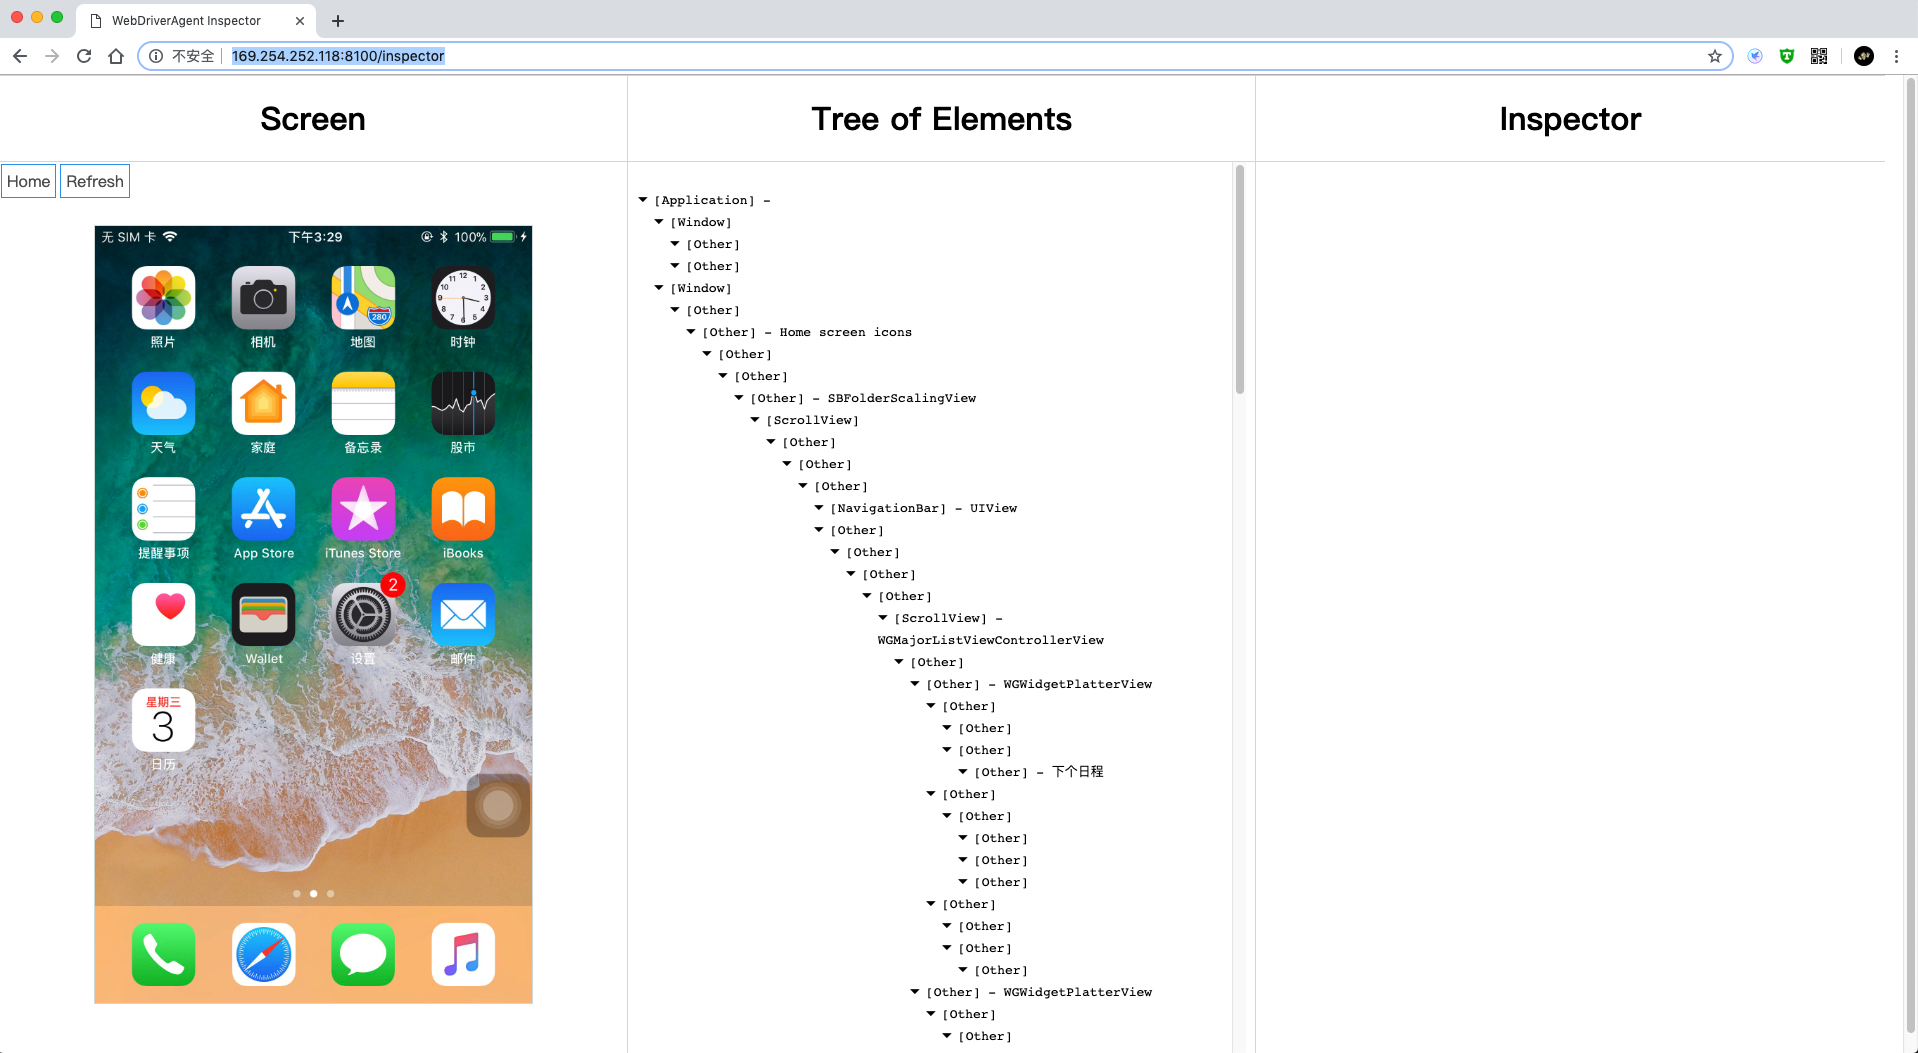 WebDriverAgent Inspector
不安全
169.254.252.118:8100/inspector
Screen
Tree of Elements
Inspector
Home
Refresh
无 SIM 卡
下午3:29
100%
照片
相机
地图
时钟
天气
家庭
备忘录
股市
提醒事项
App Store
iTunes Store
iBooks
2
健康
Wallet
设置
邮件
星期三
3
日历
280
[Application] -
[Window]
[Other]
[Other]
[Window]
[Other]
[Other] - Home screen icons
[Other]
[Other]
[Other] - SBFolderScalingView
[ScrollView]
[Other]
[Other]
[Other]
[NavigationBar] - UIView
[Other]
[Other]
[Other]
[Other]
[ScrollView] -
WGMajorListViewControllerView
[Other]
[Other] - WGWidgetPlatterView
[Other]
[Other]
[Other]
[Other] - 下个日程
[Other]
[Other]
[Other]
[Other]
[Other]
[Other]
[Other]
[Other]
[Other]
[Other] - WGWidgetPlatterView
[Other]
[Other]